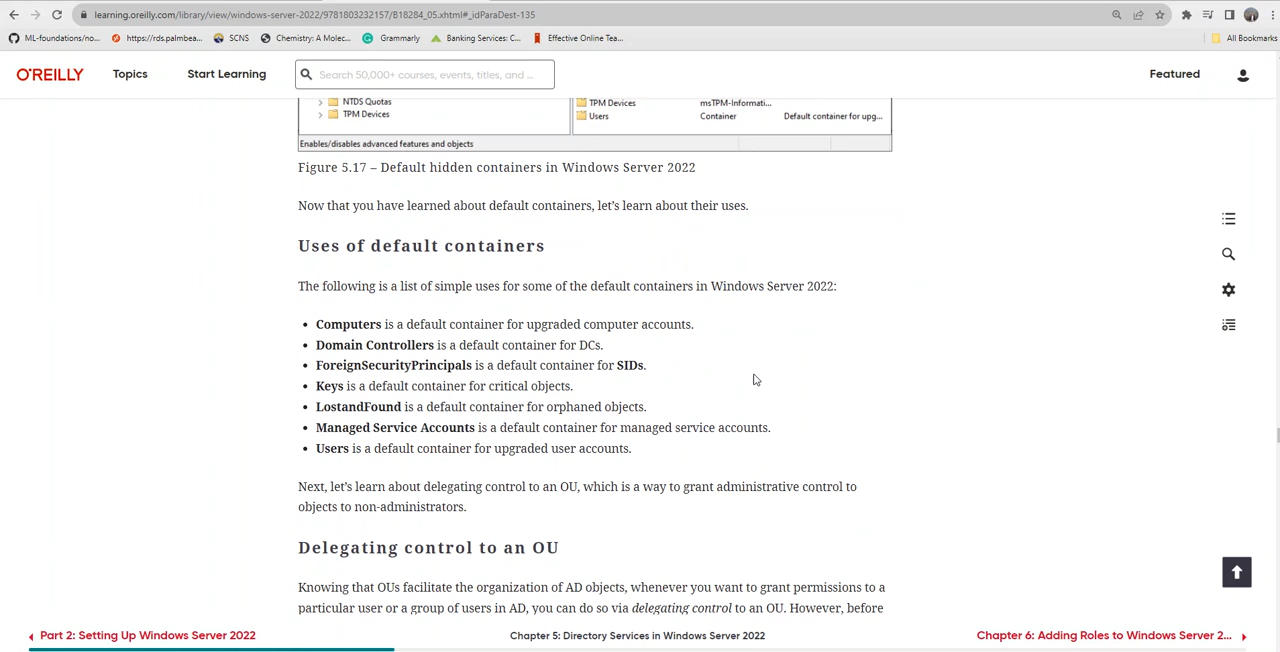 learning.oreilly.com/library/view/windows-server-2022/9781803232157/B18284_05.xhtml#_idParaDest-135
ML-foundations/no... https://rds.palmbea... SCNS Chemistry: A Molec... Grammarly Banking Services: C... Effective Online Tea... All Bookmarks
O'REILLY Topics Start Learning Search 50,000+ courses, events, titles, and ... Featured
NTDS Quotas TPM Devices msTPM-Informati...
TPM Devices Users Container Default container for upg...
Enables/disables advanced features and objects
Figure 5.17 – Default hidden containers in Windows Server 2022
Now that you have learned about default containers, let's learn about their uses.
Uses of default containers
The following is a list of simple uses for some of the default containers in Windows Server 2022:
• Computers is a default container for upgraded computer accounts.
• Domain Controllers is a default container for DCs.
• ForeignSecurityPrincipals is a default container for SIDs.
• Keys is a default container for critical objects.
• LostandFound is a default container for orphaned objects.
• Managed Service Accounts is a default container for managed service accounts.
• Users is a default container for upgraded user accounts.
Next, let's learn about delegating control to an OU, which is a way to grant administrative control to
objects to non-administrators.
Delegating control to an OU
Knowing that OUs facilitate the organization of AD objects, whenever you want to grant permissions to a
particular user or a group of users in AD, you can do so via delegating control to an OU. However, before
Part 2: Setting Up Windows Server 2022 Chapter 5: Directory Services in Windows Server 2022 Chapter 6: Adding Roles to Windows Server 2...